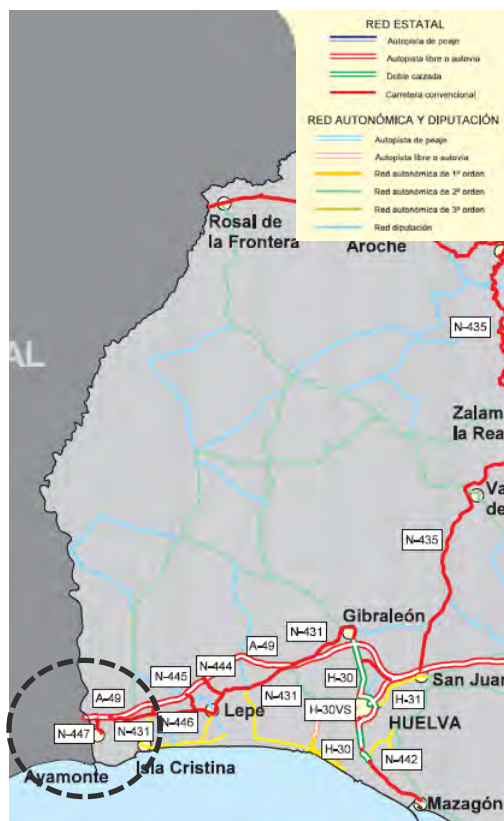 RED ESTATAL
Autopista de peaje
Autopista libre o autovia
Doble calzada
Carretera convencional
RED AUTONÓMICA Y DIPUTACIÓN
Autopista de peaje
Autopista libre o autovia
Red autonómica de 1º orden
Red autonómica de 2º orden
Red autonómica de 3º orden
Red diputación
Rosal de
la Frontera
Aroche
N-435
AL
Zalam
la Rea
Va
de
N-435
Gibraleón
N-431
A-49
N-444
N-445
H-30
San Juar
A-49
N-431
H-31
Lepe
H-30VS
N-446
HUELVA
N-447
N-431
H-30
N-442
Ayamonte
Isla Cristina
Mazagón